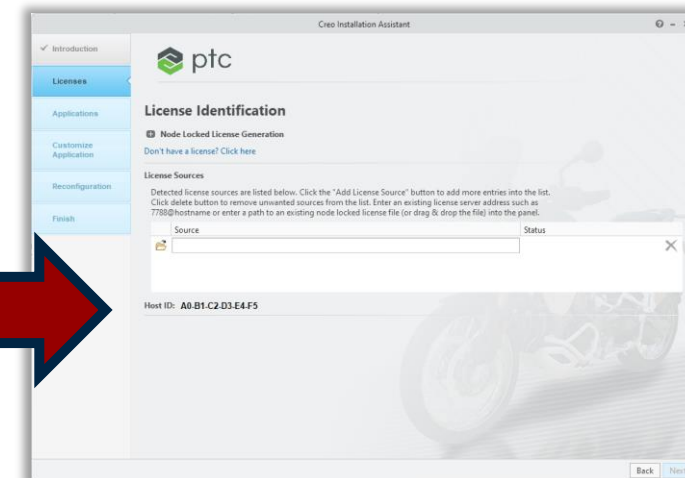 Creo Installation Assistant
Introduction
Licenses
Applications
Customize
Application
Reconfiguration
Finish
ptc
License Identification
Node Locked License Generation
Don't have a license? Click here
License Sources
Detected license sources are listed below. Click the "Add License Source" button to add more entries into the list.
Click delete button to remove unwanted sources from the list. Enter an existing license server address such as
7788@hostname or enter a path to an existing node locked license file (or drag & drop the file) into the panel.
Source Status
Host ID: A0-B1-C2-D3-E4-F5
Back Next